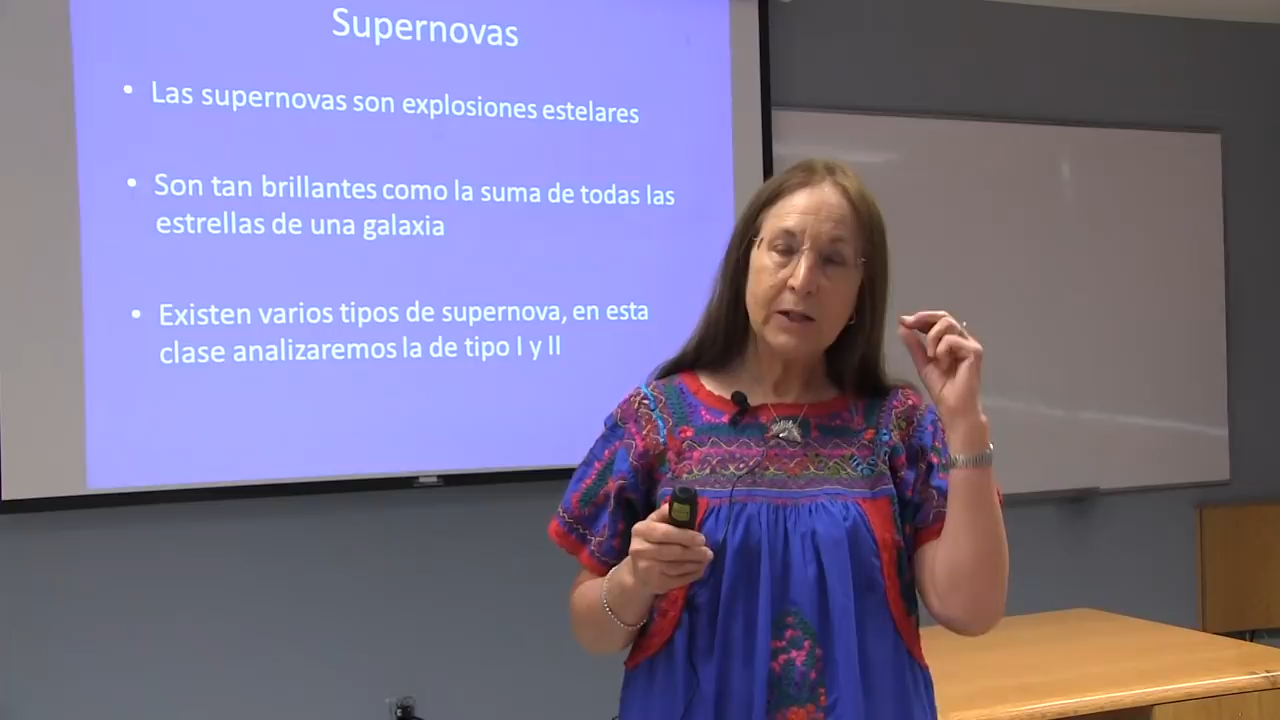 Supernovas
• Las supernovas son explosiones estelares
• Son tan brillantes como la suma de todas las
estrellas de una galaxia
• Existen varios tipos de supernova, en esta
clase analizaremos la de tipo I y II